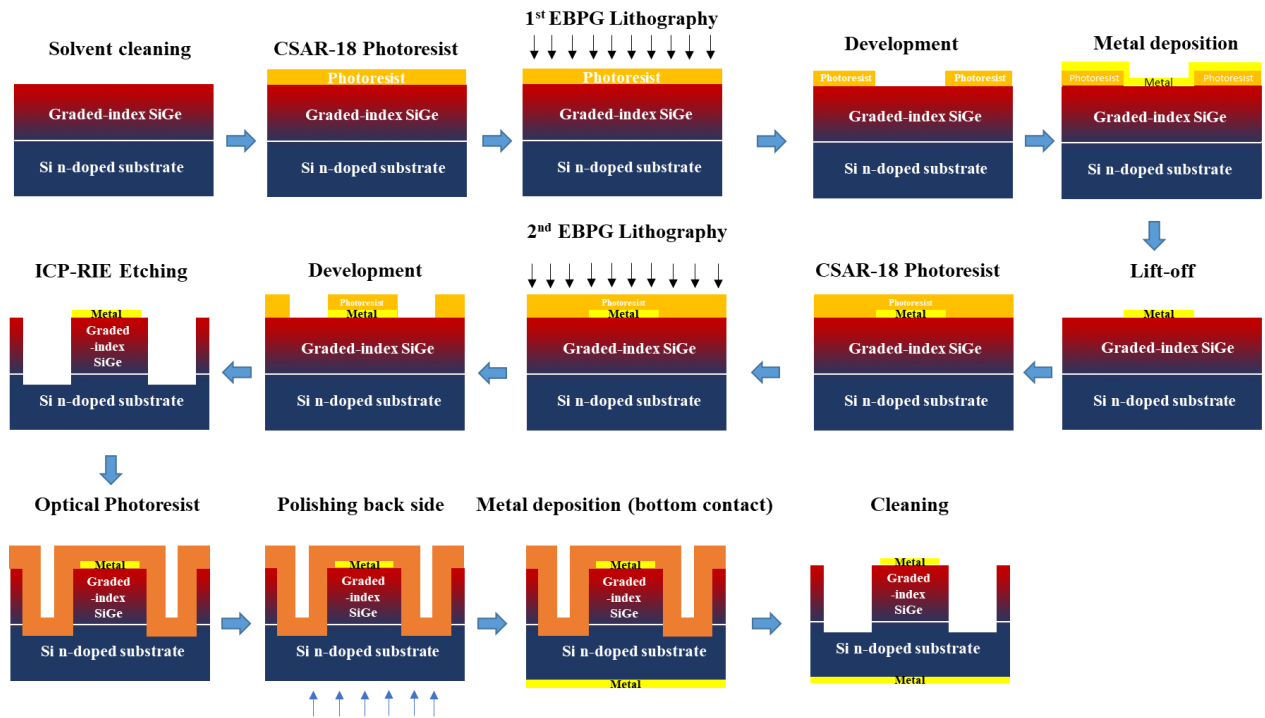 Solvent cleaning
Graded-index SiGe
Si n-doped substrate
CSAR-18 Photoresist
Photoresist
Graded-index SiGe
Si n-doped substrate
1st EBPG Lithography
Photoresist
Graded-index SiGe
Si n-doped substrate
Development
Photoresist Photoresist
Graded-index SiGe
Si n-doped substrate
Metal deposition
Photoresist Metal Photoresist
Graded-index SiGe
Si n-doped substrate
Lift-off
Metal
Graded-index SiGe
Si n-doped substrate
CSAR-18 Photoresist
Photoresist
Metal
Graded-index SiGe
Si n-doped substrate
2nd EBPG Lithography
Photoresist
Metal
Graded-index SiGe
Si n-doped substrate
Development
Photoresist
Metal
Graded-index SiGe
Si n-doped substrate
ICP-RIE Etching
Metal
Graded
-index
SiGe
Si n-doped substrate
Optical Photoresist
Metal
Graded
-index
SiGe
Si n-doped substrate
Polishing back side
Metal
Graded
-index
SiGe
Si n-doped substrate
Metal deposition (bottom contact)
Metal
Graded
-index
SiGe
Si n-doped substrate
Metal
Cleaning
Metal
Graded
-index
SiGe
Si n-doped substrate
Metal